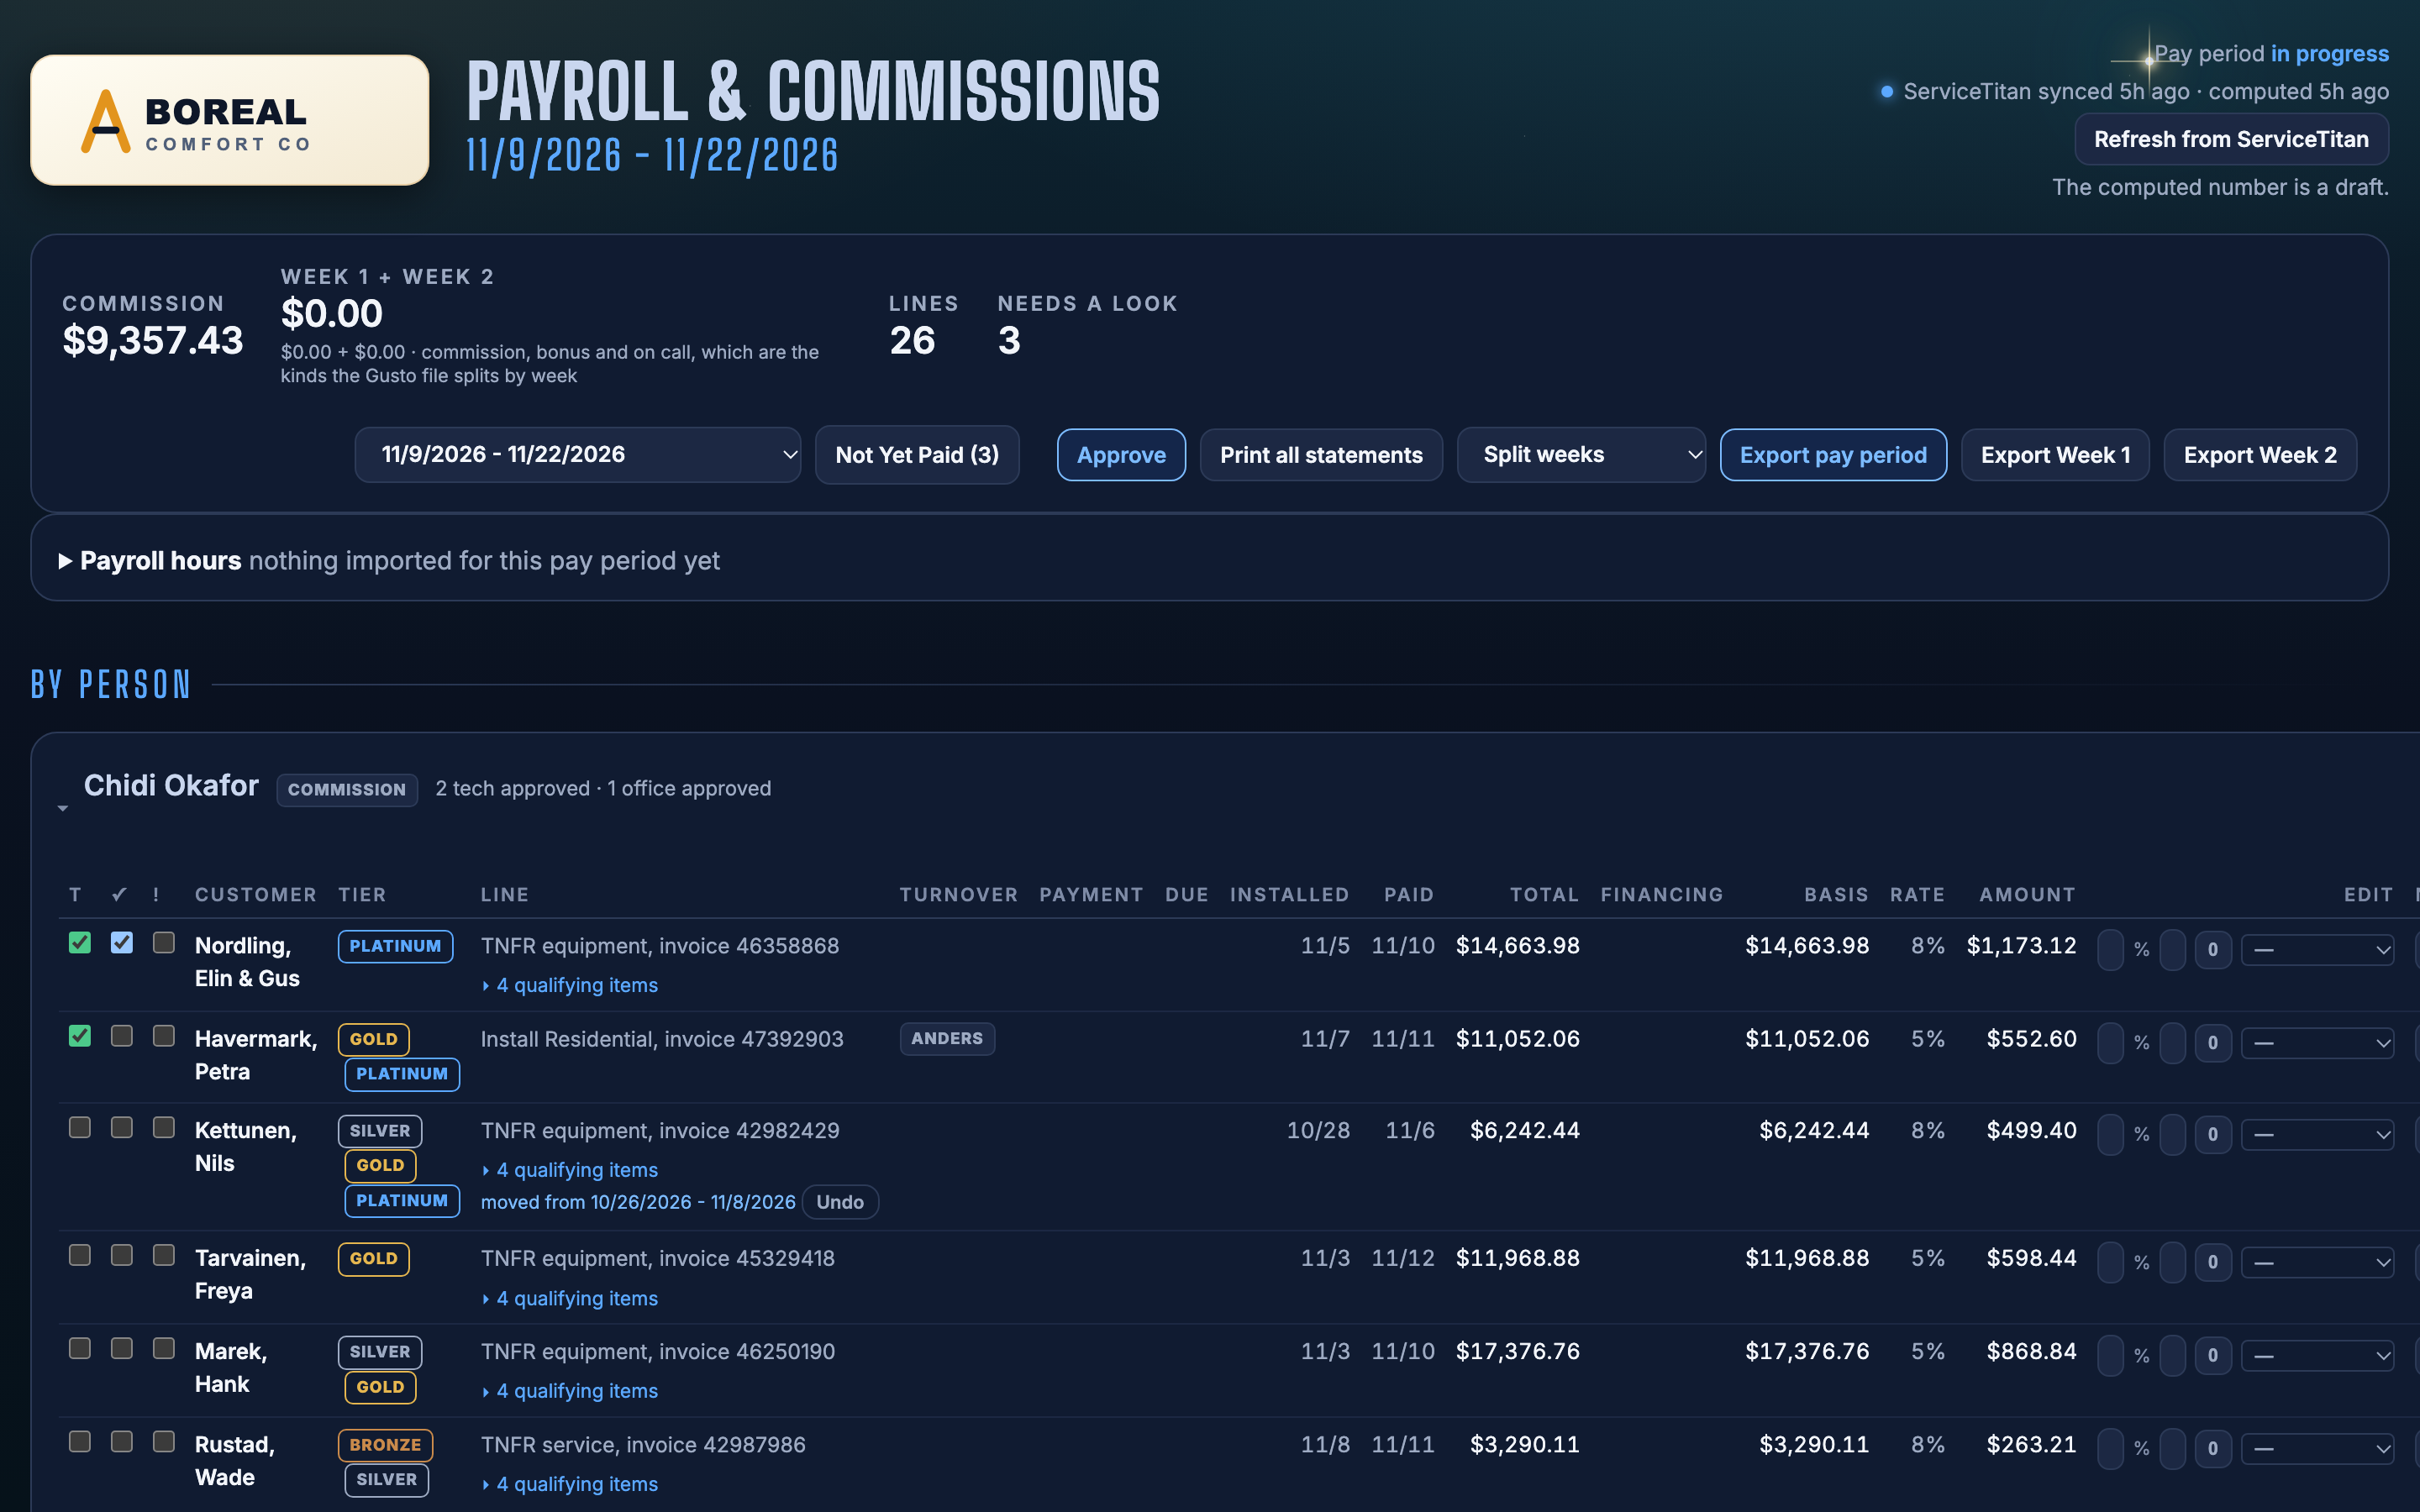 BOREAL
COMFORT CO
PAYROLL & COMMISSIONS
11/9/2026 - 11/22/2026
Pay period in progress
ServiceTitan synced 5h ago · computed 5h ago
Refresh from ServiceTitan
The computed number is a draft.
COMMISSION
$9,357.43
WEEK 1 + WEEK 2
$0.00
$0.00 + $0.00 · commission, bonus and on call, which are the
kinds the Gusto file splits by week
LINES
26
NEEDS A LOOK
3
11/9/2026 - 11/22/2026
Not Yet Paid (3)
Approve
Print all statements
Split weeks
Export pay period
Export Week 1
Export Week 2
Payroll hours nothing imported for this pay period yet
BY PERSON
Chidi Okafor COMMISSION 2 tech approved · 1 office approved
T ✓ ! CUSTOMER TIER LINE TURNOVER PAYMENT DUE INSTALLED PAID TOTAL FINANCING BASIS RATE AMOUNT EDIT
Nordling, PLATINUM TNFR equipment, invoice 46358868 11/5 11/10 $14,663.98 $14,663.98 8% $1,173.12 % 0 —
Elin & Gus 4 qualifying items
Havermark, GOLD Install Residential, invoice 47392903 ANDERS 11/7 11/11 $11,052.06 $11,052.06 5% $552.60 % 0 —
Petra PLATINUM
Kettunen, SILVER TNFR equipment, invoice 42982429 10/28 11/6 $6,242.44 $6,242.44 8% $499.40 % 0 —
Nils GOLD 4 qualifying items
PLATINUM moved from 10/26/2026 - 11/8/2026 Undo
Tarvainen, GOLD TNFR equipment, invoice 45329418 11/3 11/12 $11,968.88 $11,968.88 5% $598.44 % 0 —
Freya 4 qualifying items
Marek, SILVER TNFR equipment, invoice 46250190 11/3 11/10 $17,376.76 $17,376.76 5% $868.84 % 0 —
Hank GOLD 4 qualifying items
Rustad, BRONZE TNFR service, invoice 42987986 11/8 11/11 $3,290.11 $3,290.11 8% $263.21 % 0 —
Wade SILVER 4 qualifying items